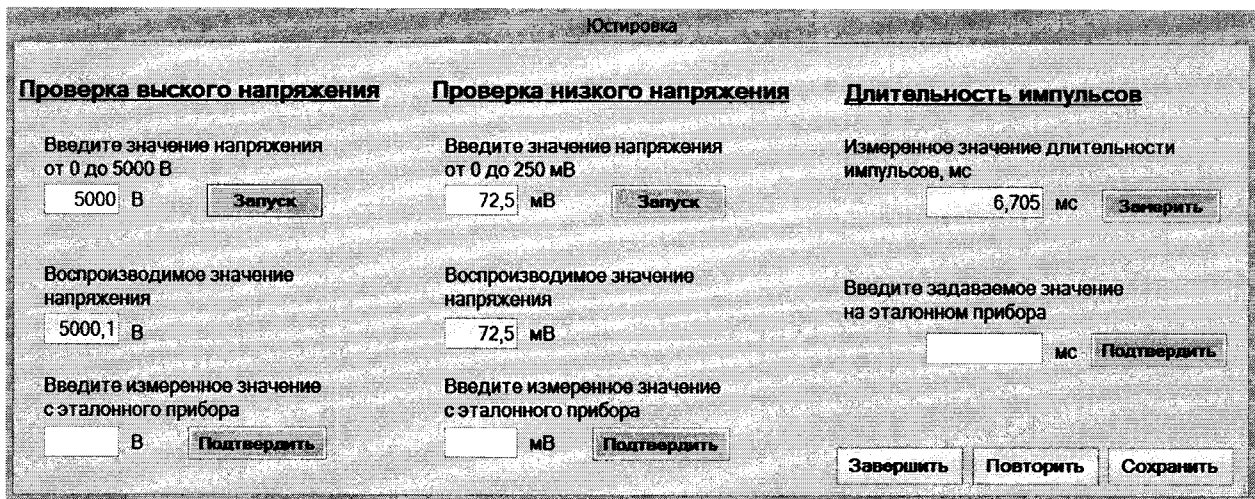 Юстировка
Проверка выского напряжения
Введите значение напряжения
от 0 до 5000 В
5000 В Запуск
Воспроизводимое значение
напряжения
5000,1 В
Введите измеренное значение
с эталонного прибора
В Подтвердить
Проверка низкого напряжения
Введите значение напряжения
от 0 до 250 мВ
72,5 мВ Запуск
Воспроизводимое значение
напряжения
72,5 мВ
Введите измеренное значение
с эталонного прибора
мВ Подтвердить
Длительность импульсов
Измеренное значение длительности
импульсов, мс
6,705 мс Замерить
Введите задаваемое значение
на эталонном прибора
мс Подтвердить
Завершить Повторить Сохранить